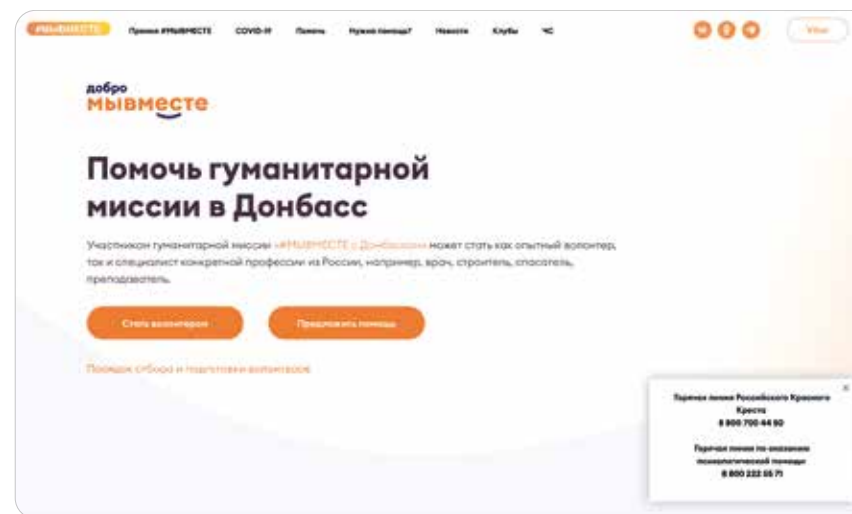 #МЫВМЕСТЕ Премия #МЫВМЕСТЕ COVID-19 Помочь Нужна помощь? Новости Клубы ЧС
добро
мывместе
Помочь гуманитарной
миссии в Донбасс
Участником гуманитарной миссии «#МЫВМЕСТЕ с Донбассом» может стать как опытный волонтер,
так и специалист конкретной профессии из России, например, врач, строитель, спасатель,
преподаватель.
Стать волонтером Предложить помощь
Порядок отбора и подготовки волонтеров
Горячая линия Российского Красного
Креста
8 800 700 44 50
Горячая линия по оказанию
психологической помощи
8 800 222 55 71